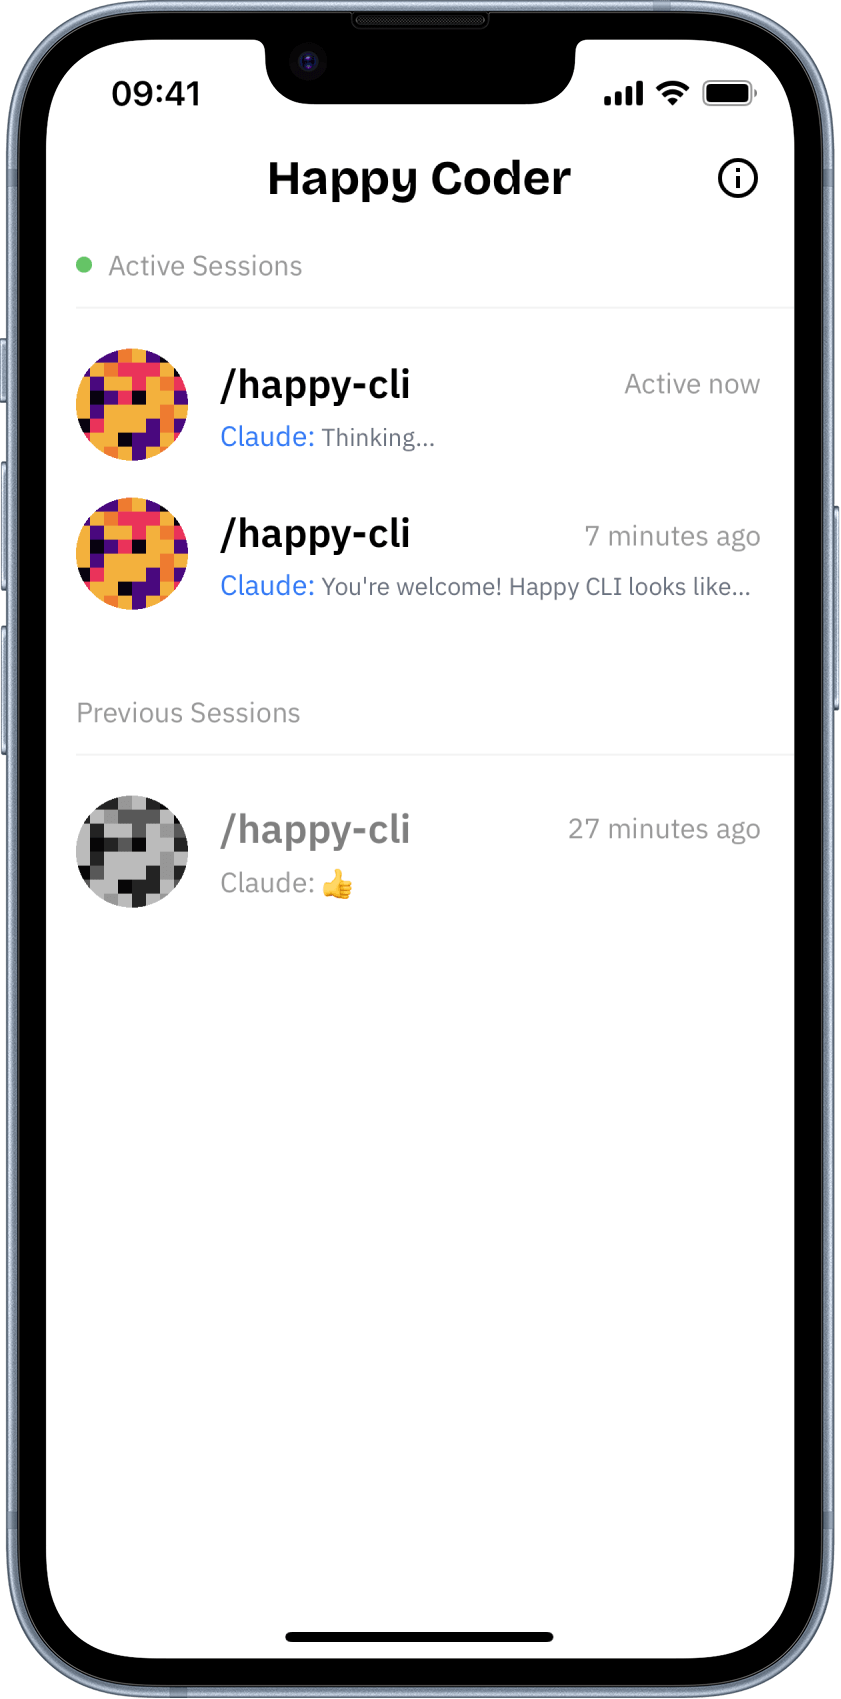 09:41
Happy Coder
Active Sessions
/happy-cli
Active now
Claude: Thinking...
/happy-cli
7 minutes ago
Claude: You're welcome! Happy CLI looks like...
Previous Sessions
/happy-cli
27 minutes ago
Claude: 👍